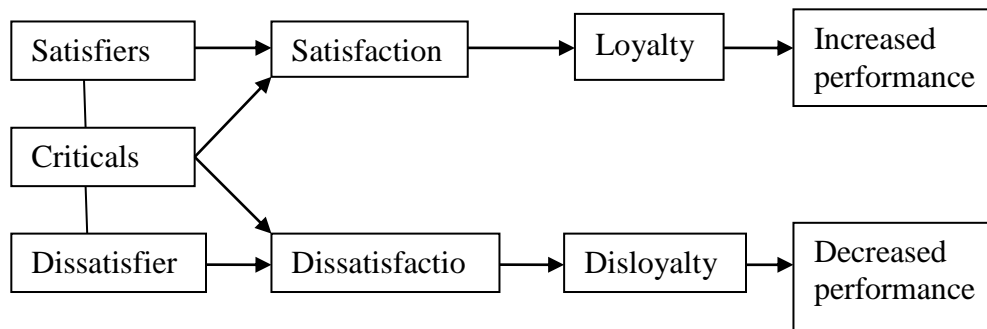 Satisfiers
Satisfaction
Loyalty
Increased
performance
Criticals
Dissatisfier
Dissatisfactio
Disloyalty
Decreased
performance